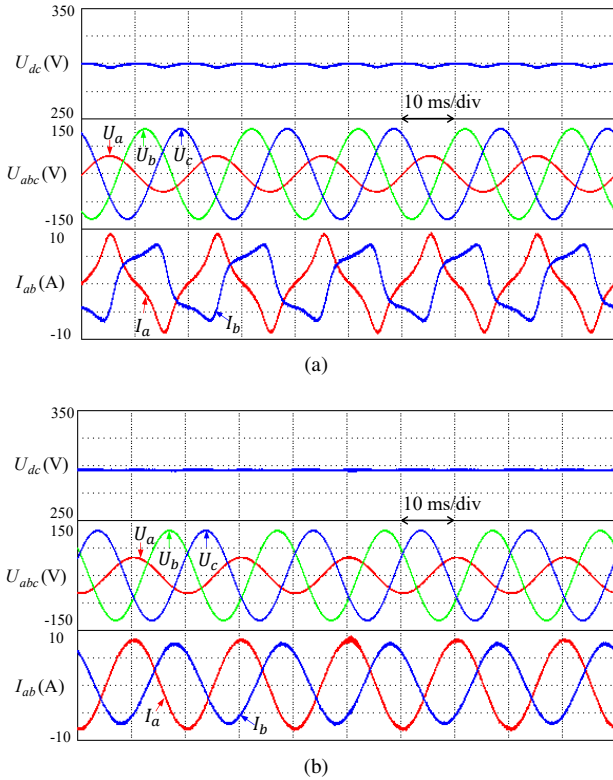 350
U_dc(V)
250
10 ms/div
150
U_a
U_b U_c
U_abc(V)
-150
10
I_ab(A)
I_a I_b
-10
(a)
350
U_dc(V)
250
10 ms/div
150
U_a
U_b U_c
U_abc(V)
-150
10
I_ab(A)
I_a I_b
-10
(b)